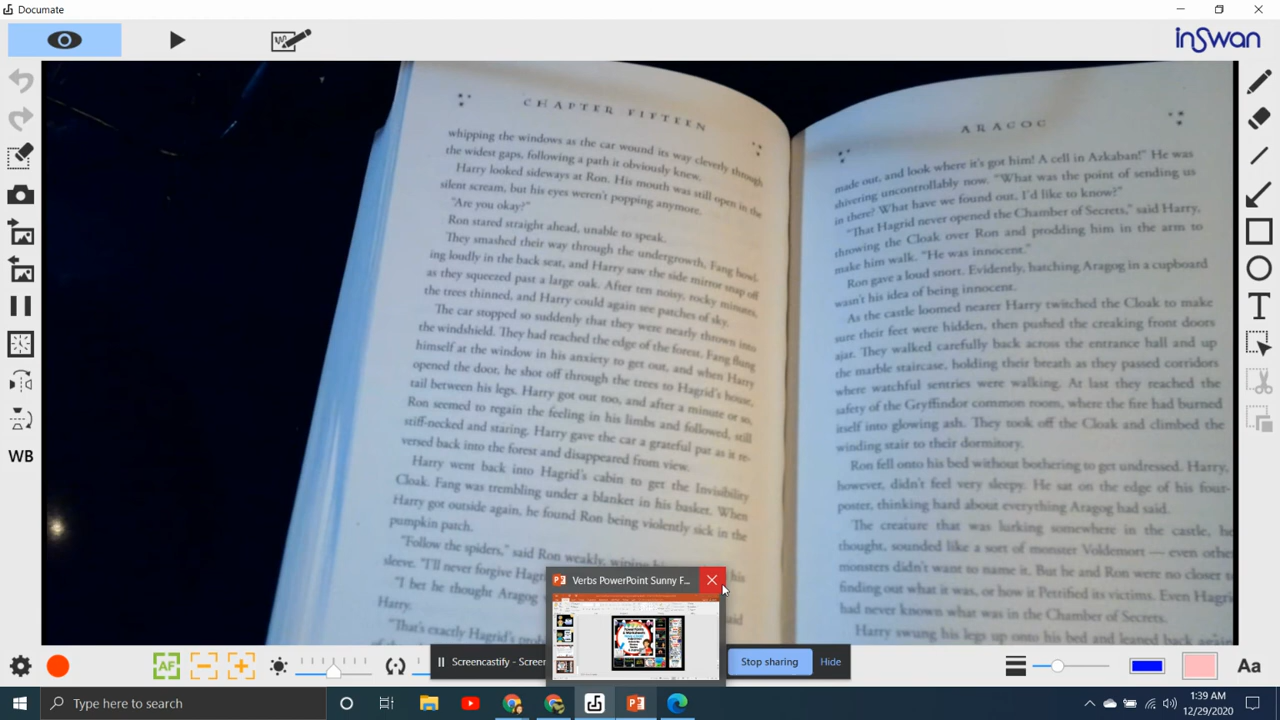 Documate
inswan
CHAPTER FIFTEEN
whipping the windows as the car wound its way cleverly through
the widest gaps, following a path it obviously knew.
Harry looked sideways at Ron. His mouth was still open in the
silent scream, but his eyes weren't popping anymore.
"Are you okay?"
Ron stared straight ahead, unable to speak.
They smashed their way through the undergrowth, Fang howl-
ing loudly in the back seat, and Harry saw the side mirror snap off
as they squeezed past a large oak. After ten noisy, rocky minutes,
the trees thinned, and Harry could again see patches of sky.
The car stopped so suddenly that they were nearly thrown into
the windshield. They had reached the edge of the forest. Fang flung
himself at the window in his anxiety to get out, and when Harry
opened the door, he shot off through the trees to Hagrid's house,
tail between his legs. Harry got out too, and after a minute or so,
Ron seemed to regain the feeling in his limbs and followed, still
stiff-necked and staring. Harry gave the car a grateful pat as it re-
versed back into the forest and disappeared from view.
Harry went back into Hagrid's cabin to get the Invisibility
Cloak. Fang was trembling under a blanket in his basket. When
Harry got outside again, he found Ron being violently sick in the
pumpkin patch.
"Follow the spiders," said Ron weakly, wiping his
sleeve. "I'll never forgive Hagr
"I bet he thought Aragog said
Harry.
"That's exactly Hagrid's
ARAGOG
made out, and look where it's got him! A cell in Azkaban!" He was
shivering uncontrollably now. "What was the point of sending us
in there? What have we found out, I'd like to know?"
"That Hagrid never opened the Chamber of Secrets," said Harry,
throwing the Cloak over Ron and prodding him in the arm to
make him walk. "He was innocent."
Ron gave a loud snort. Evidently, hatching Aragog in a cupboard
wasn't his idea of being innocent.
As the castle loomed nearer Harry twitched the Cloak to make
sure their feet were hidden, then pushed the creaking front doors
ajar. They walked carefully back across the entrance hall and up
the marble staircase, holding their breath as they passed corridors
where watchful sentries were walking. At last they reached the
safety of the Gryffindor common room, where the fire had burned
itself into glowing ash. They took off the Cloak and climbed the
winding stair to their dormitory.
Ron fell onto his bed without bothering to get undressed. Harry,
however, didn't feel very sleepy. He sat on the edge of his four-
poster, thinking hard about everything Aragog had said.
The creature that was lurking somewhere in the castle, he
thought, sounded like a sort of monster Voldemort — even other
monsters didn't want to name it. But he and Ron were no closer to
finding out what it was, or how it Petrified its victims. Even Hagrid
had never known what was in the Chamber of Secrets.
Harry swung his legs up onto his bed and leaned back against
WB
T
Verbs PowerPoint Sunny F...
AF
Screencastify - Screen
Stop sharing
Hide
Aa
Type here to search
1:39 AM
12/29/2020